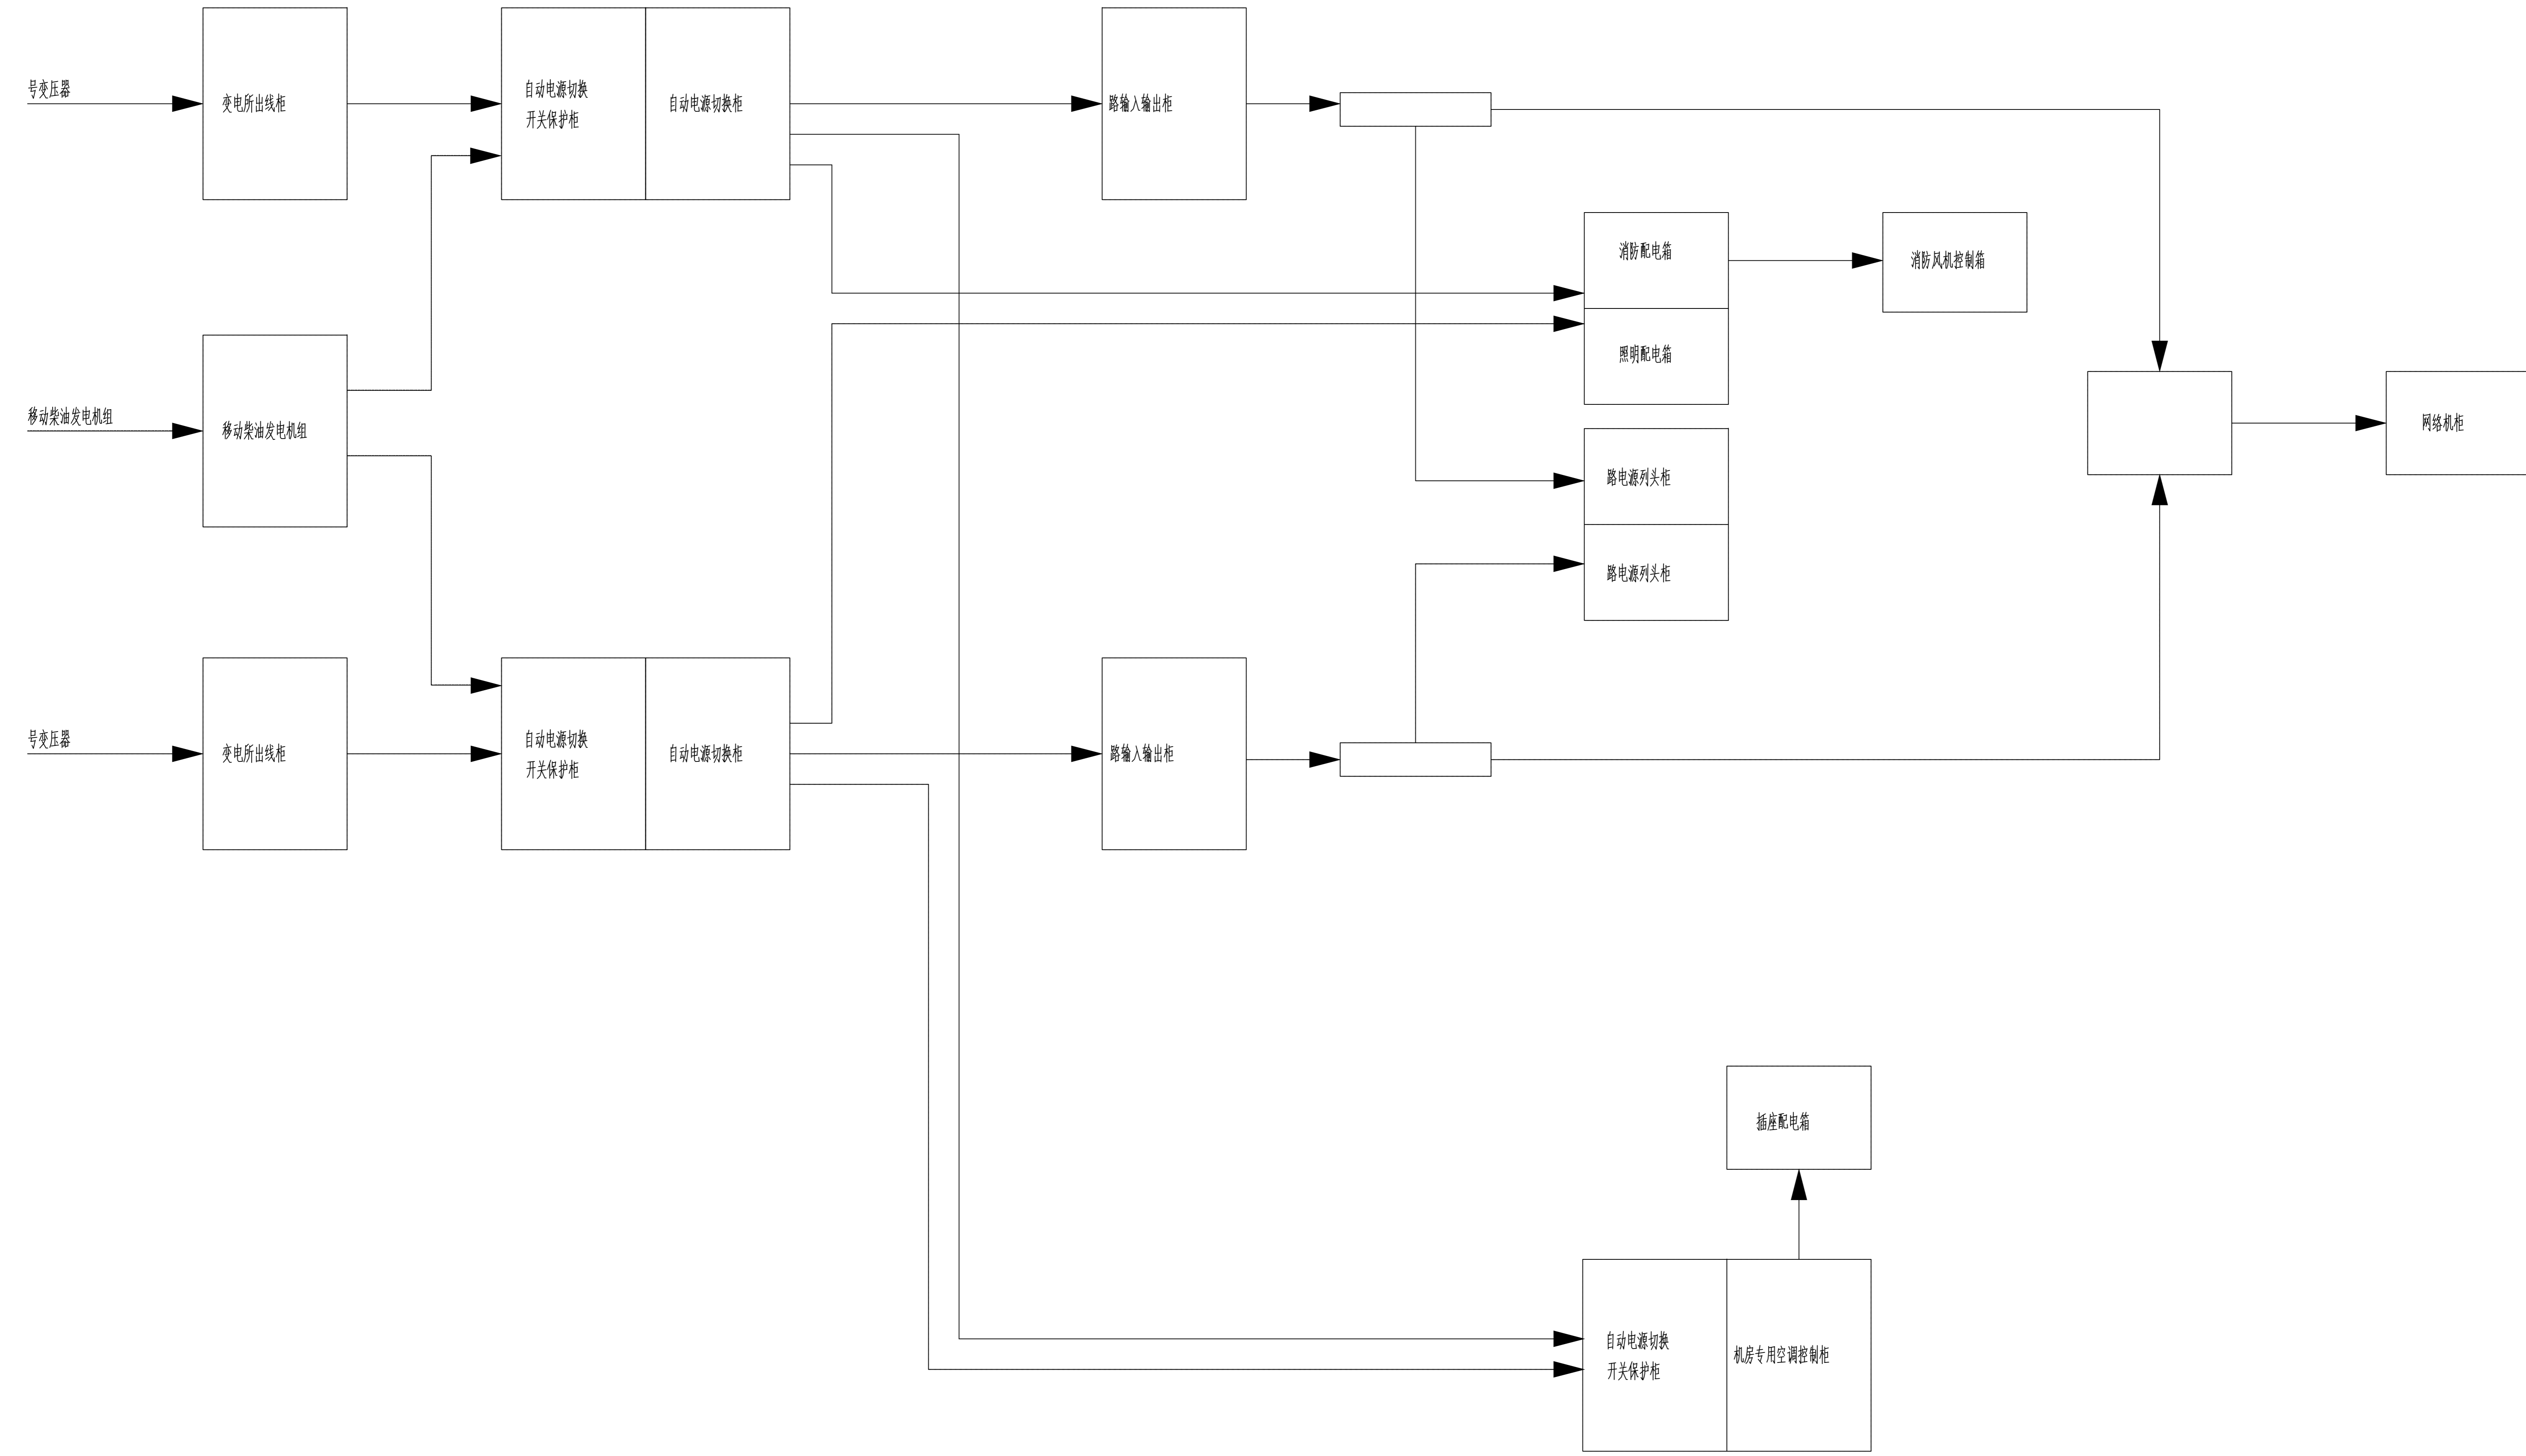 号变压器
变电所出线柜
自动电源切换
开关保护柜
自动电源切换柜
路输入输出柜
消防配电箱
消防风机控制箱
照明配电箱
移动柴油发电机组
移动柴油发电机组
网络机柜
路电源列头柜
路电源列头柜
号变压器
变电所出线柜
自动电源切换
开关保护柜
自动电源切换柜
路输入输出柜
插座配电箱
自动电源切换
开关保护柜
机房专用空调控制柜